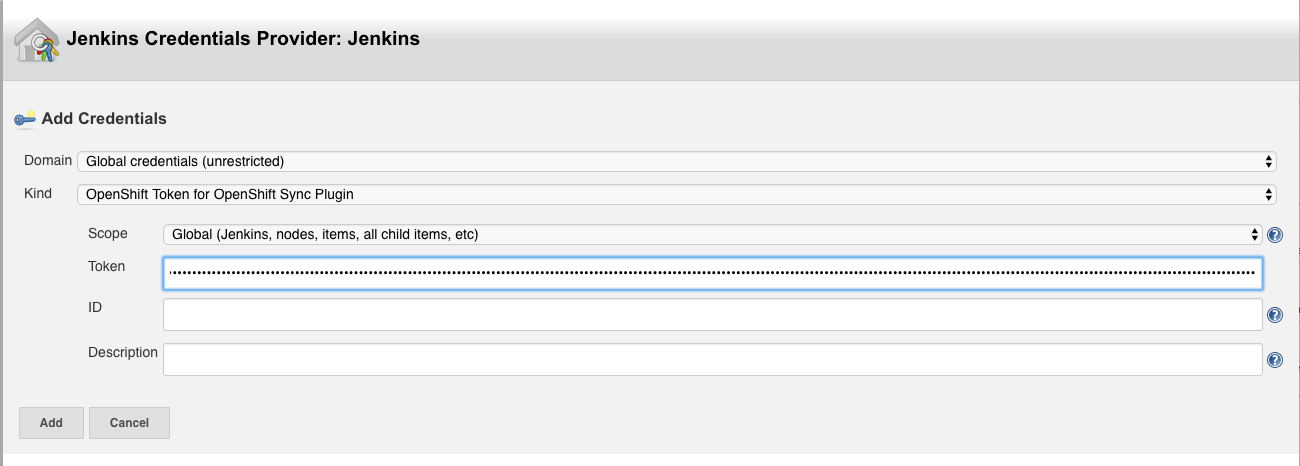 Jenkins Credentials Provider: Jenkins
Add Credentials
Domain Global credentials (unrestricted)
Kind OpenShift Token for OpenShift Sync Plugin
Scope Global (Jenkins, nodes, items, all child items, etc)
Token
ID
Description
Add Cancel